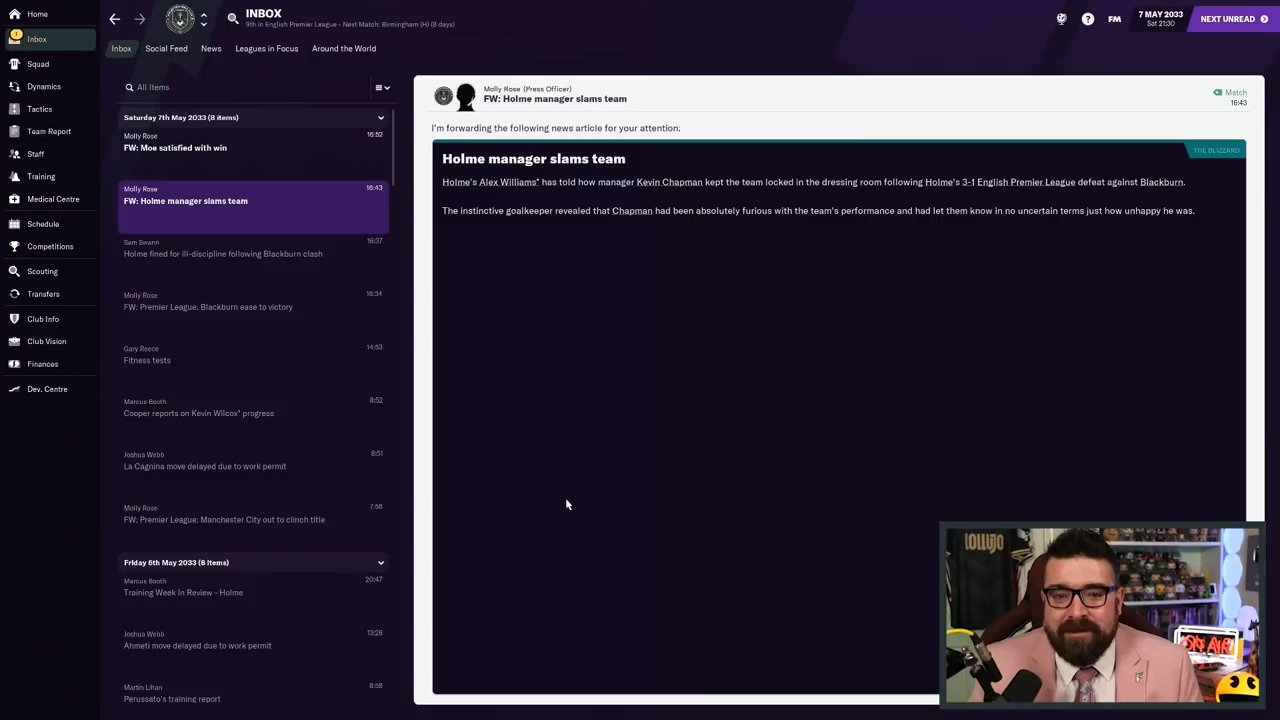 Home
Inbox
Squad
Dynamics
Tactics
Team Report
Staff
Training
Medical Centre
Schedule
Competitions
Scouting
Transfers
Club Info
Club Vision
Finances
Dev. Centre
INBOX
9th in English Premier League - Next Match: Birmingham (H) (8 days)
FM
7 MAY 2033
Sat 21:30
NEXT UNREAD
Inbox
Social Feed
News
Leagues in Focus
Around the World
All Items
Saturday 7th May 2033 (8 items)
Molly Rose 16:52
FW: Moe satisfied with win
Molly Rose 16:43
FW: Holme manager slams team
Sam Swann 16:37
Holme fined for ill-discipline following Blackburn clash
Molly Rose 16:34
FW: Premier League: Blackburn ease to victory
Gary Reece 14:53
Fitness tests
Marcus Booth 8:52
Cooper reports on Kevin Wilcox* progress
Joshua Webb 8:51
La Cagnina move delayed due to work permit
Molly Rose 7:56
FW: Premier League: Manchester City out to clinch title
Friday 6th May 2033 (8 items)
Marcus Booth 20:47
Training Week In Review - Holme
Joshua Webb 13:28
Ahmeti move delayed due to work permit
Martin Lihan 8:58
Perussato's training report
Molly Rose (Press Officer)
FW: Holme manager slams team
Match
16:43
I'm forwarding the following news article for your attention:
Holme manager slams team
THE BLIZZARD
Holme's Alex Williams* has told how manager Kevin Chapman kept the team locked in the dressing room following Holme's 3-1 English Premier League defeat against Blackburn.
The instinctive goalkeeper revealed that Chapman had been absolutely furious with the team's performance and had let them know in no uncertain terms just how unhappy he was.
lollujo
ON AIR